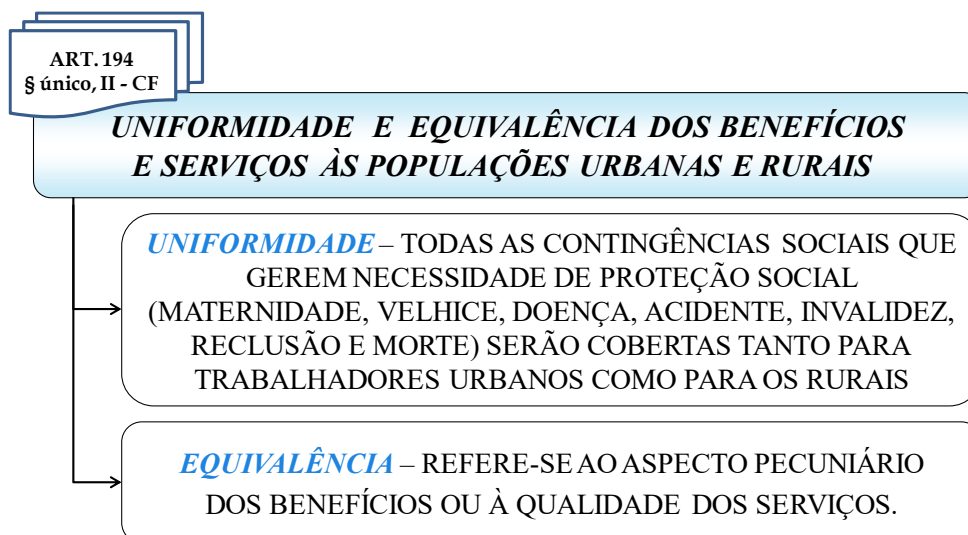 ART. 194
§ único, II - CF
UNIFORMIDADE E EQUIVALÊNCIA DOS BENEFÍCIOS
E SERVIÇOS ÀS POPULAÇÕES URBANAS E RURAIS
UNIFORMIDADE – TODAS AS CONTINGÊNCIAS SOCIAIS QUE
GEREM NECESSIDADE DE PROTEÇÃO SOCIAL
(MATERNIDADE, VELHICE, DOENÇA, ACIDENTE, INVALIDEZ,
RECLUSÃO E MORTE) SERÃO COBERTAS TANTO PARA
TRABALHADORES URBANOS COMO PARA OS RURAIS
EQUIVALÊNCIA – REFERE-SE AO ASPECTO PECUNIÁRIO
DOS BENEFÍCIOS OU À QUALIDADE DOS SERVIÇOS.